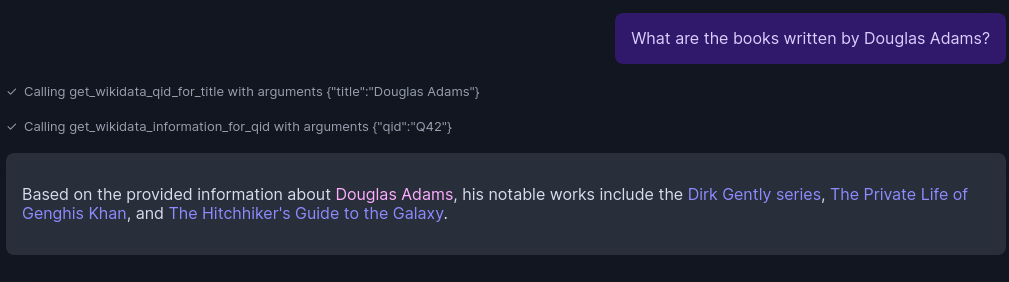 What are the books written by Douglas Adams?
✓ Calling get_wikidata_qid_for_title with arguments {"title":"Douglas Adams"}
✓ Calling get_wikidata_information_for_qid with arguments {"qid":"Q42"}
Based on the provided information about Douglas Adams, his notable works include the Dirk Gently series, The Private Life of
Genghis Khan, and The Hitchhiker's Guide to the Galaxy.